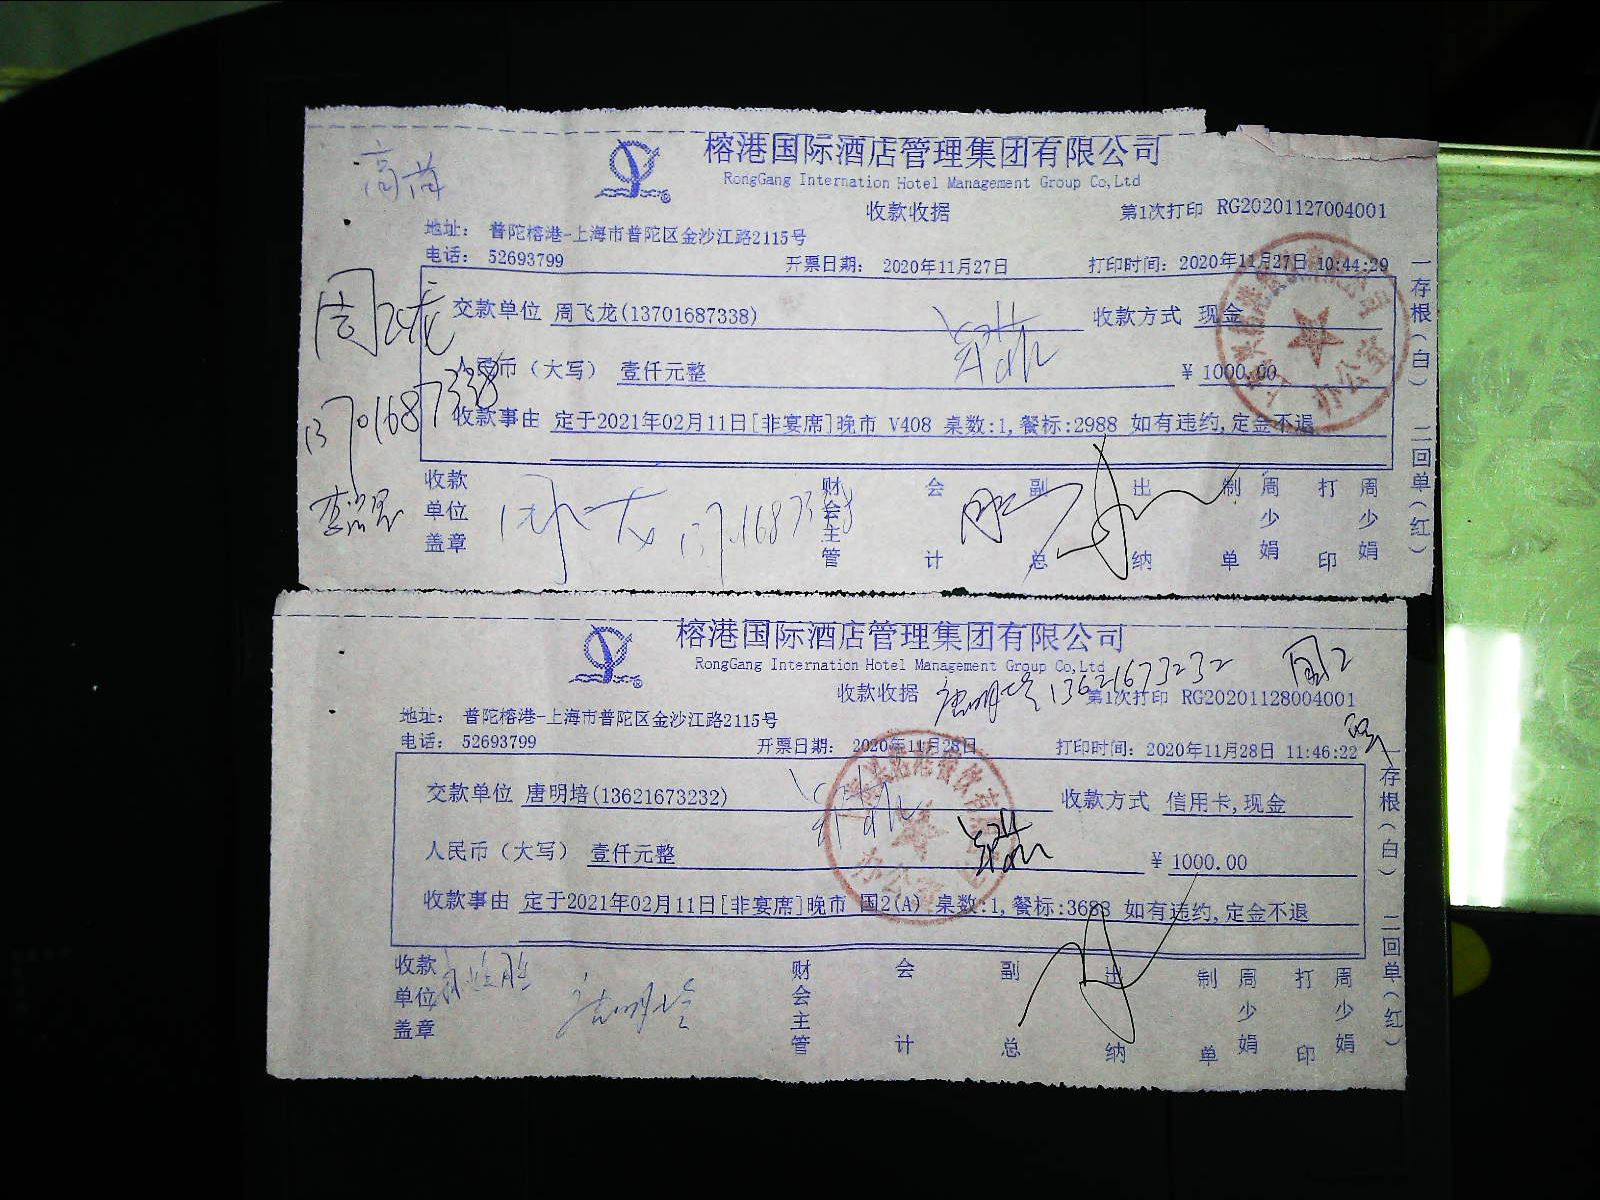 榕港国际酒店管理集团有限公司
RongGang Internation Hotel Management Group Co,Ltd
收款收据
第1次打印 RG20201127004001
地址： 普陀榕港-上海市普陀区金沙江路2115号
电话： 52693799
开票日期： 2020年11月27日
打印时间：2020年11月27日 10:44:29
周飞龙
13701687338
交款单位 周飞龙(13701687338)
收款方式 现金
人民币（大写） 壹仟元整
¥ 1000.00
收款事由 定于2021年02月11日[非宴席]晚市 V408 桌数:1,餐标:2988 如有违约,定金不退
收款单位盖章
13701687338
财会主管
会计
副总
出纳
制单
周少娟
打印
周少娟
一存根（白） 二回单（红）
办公室
榕港国际酒店管理集团有限公司
RongGang Internation Hotel Management Group Co,Ltd
收款收据
唐明培 13621673232
国2
第1次打印 RG20201128004001
地址： 普陀榕港-上海市普陀区金沙江路2115号
电话： 52693799
开票日期： 2020年11月28日
打印时间：2020年11月28日 11:46:22
交款单位 唐明培(13621673232)
收款方式 信用卡,现金
人民币（大写） 壹仟元整
¥ 1000.00
收款事由 定于2021年02月11日[非宴席]晚市 国2(A) 桌数:1,餐标:3688 如有违约,定金不退
收款单位盖章
唐明培
财会主管
会计
副总
出纳
制单
周少娟
打印
周少娟
一存根（白） 二回单（红）
办公室